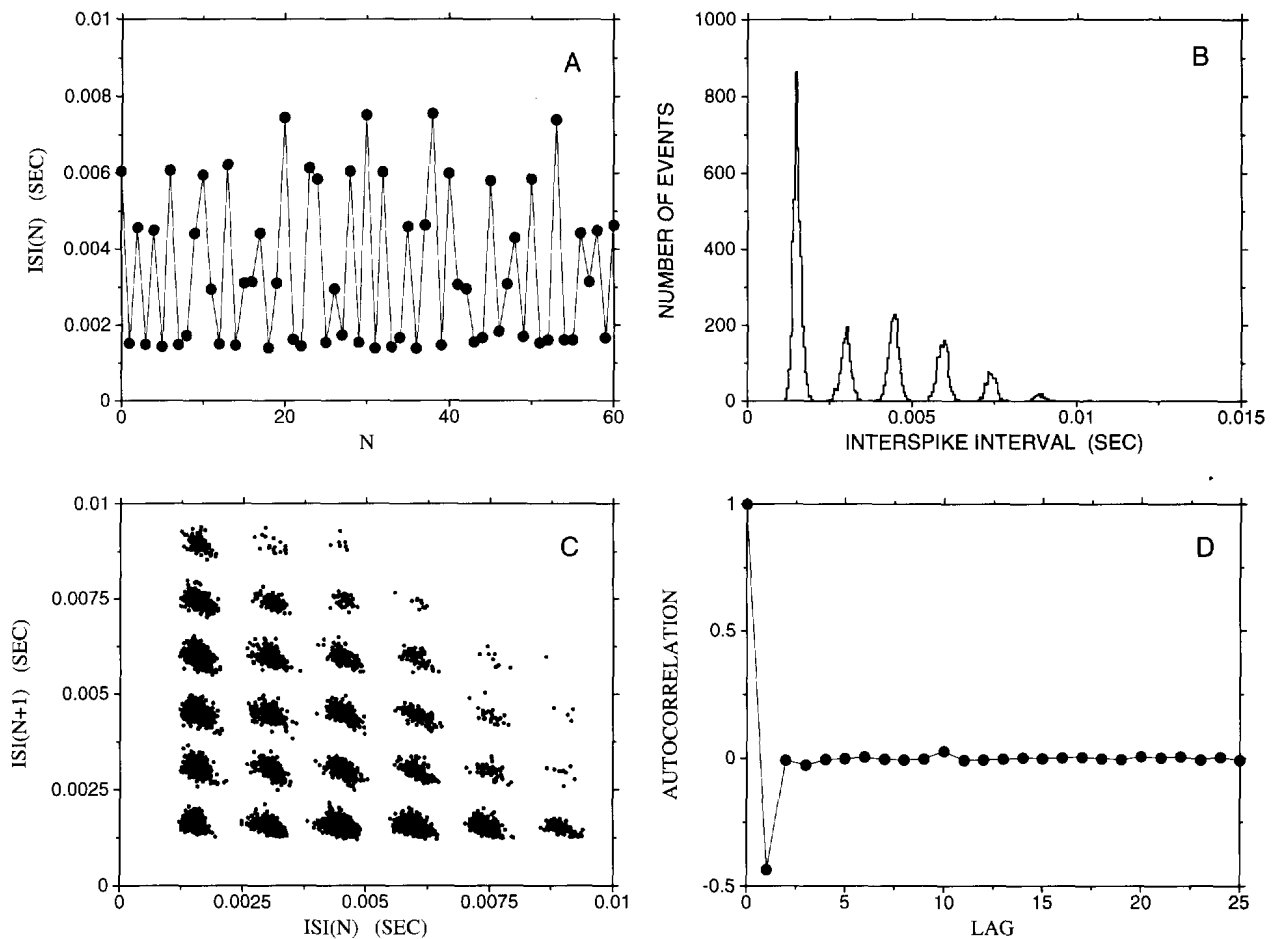 0.01
0.008
0.006
0.004
0.002
0
ISI(N) (SEC)
A
0 20 40 60
N
1000
800
600
400
200
0
NUMBER OF EVENTS
B
0 0.005 0.01 0.015
INTERSPIKE INTERVAL (SEC)
0.01
0.0075
0.005
0.0025
0
ISI(N+1) (SEC)
C
0 0.0025 0.005 0.0075 0.01
ISI(N) (SEC)
1
0.5
0
-0.5
AUTOCORRELATION
D
0 5 10 15 20 25
LAG